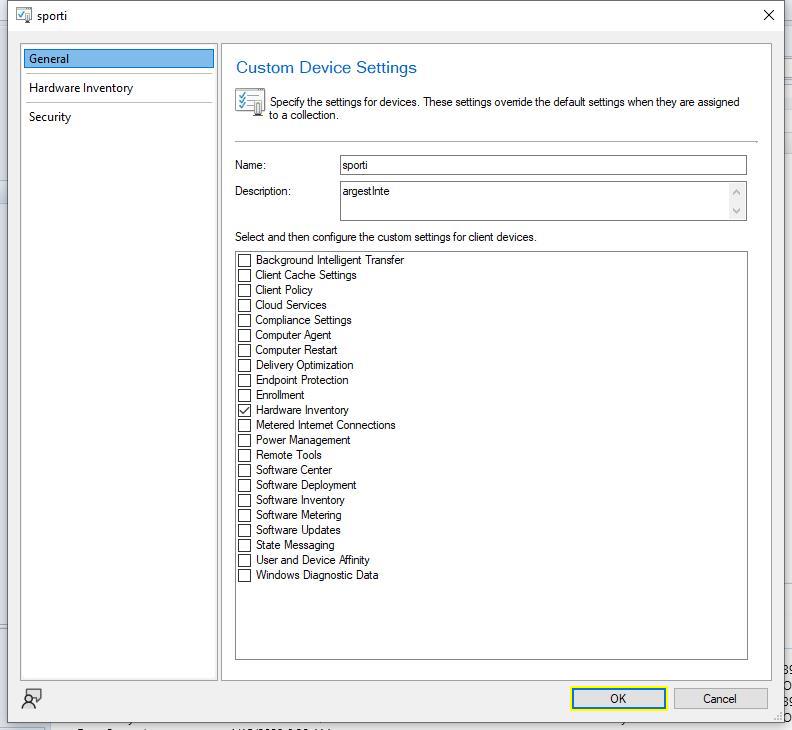 sporti
General
Hardware Inventory
Security
Custom Device Settings
Specify the settings for devices. These settings override the default settings when they are assigned
to a collection.
Name:
sporti
Description:
argestInte
Select and then configure the custom settings for client devices.
Background Intelligent Transfer
Client Cache Settings
Client Policy
Cloud Services
Compliance Settings
Computer Agent
Computer Restart
Delivery Optimization
Endpoint Protection
Enrollment
Hardware Inventory
Metered Internet Connections
Power Management
Remote Tools
Software Center
Software Deployment
Software Inventory
Software Metering
Software Updates
State Messaging
User and Device Affinity
Windows Diagnostic Data
OK
Cancel